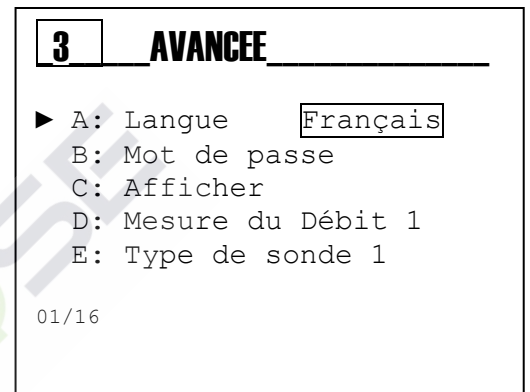 3 AVANCEE
► A: Langue Français
B: Mot de passe
C: Afficher
D: Mesure du Débit 1
E: Type de sonde 1
01/16